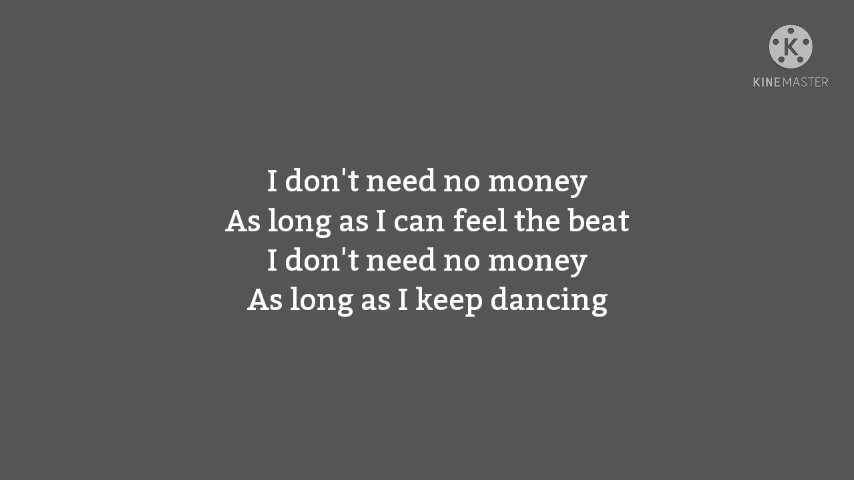 K
KINEMASTER
I don't need no money
As long as I can feel the beat
I don't need no money
As long as I keep dancing